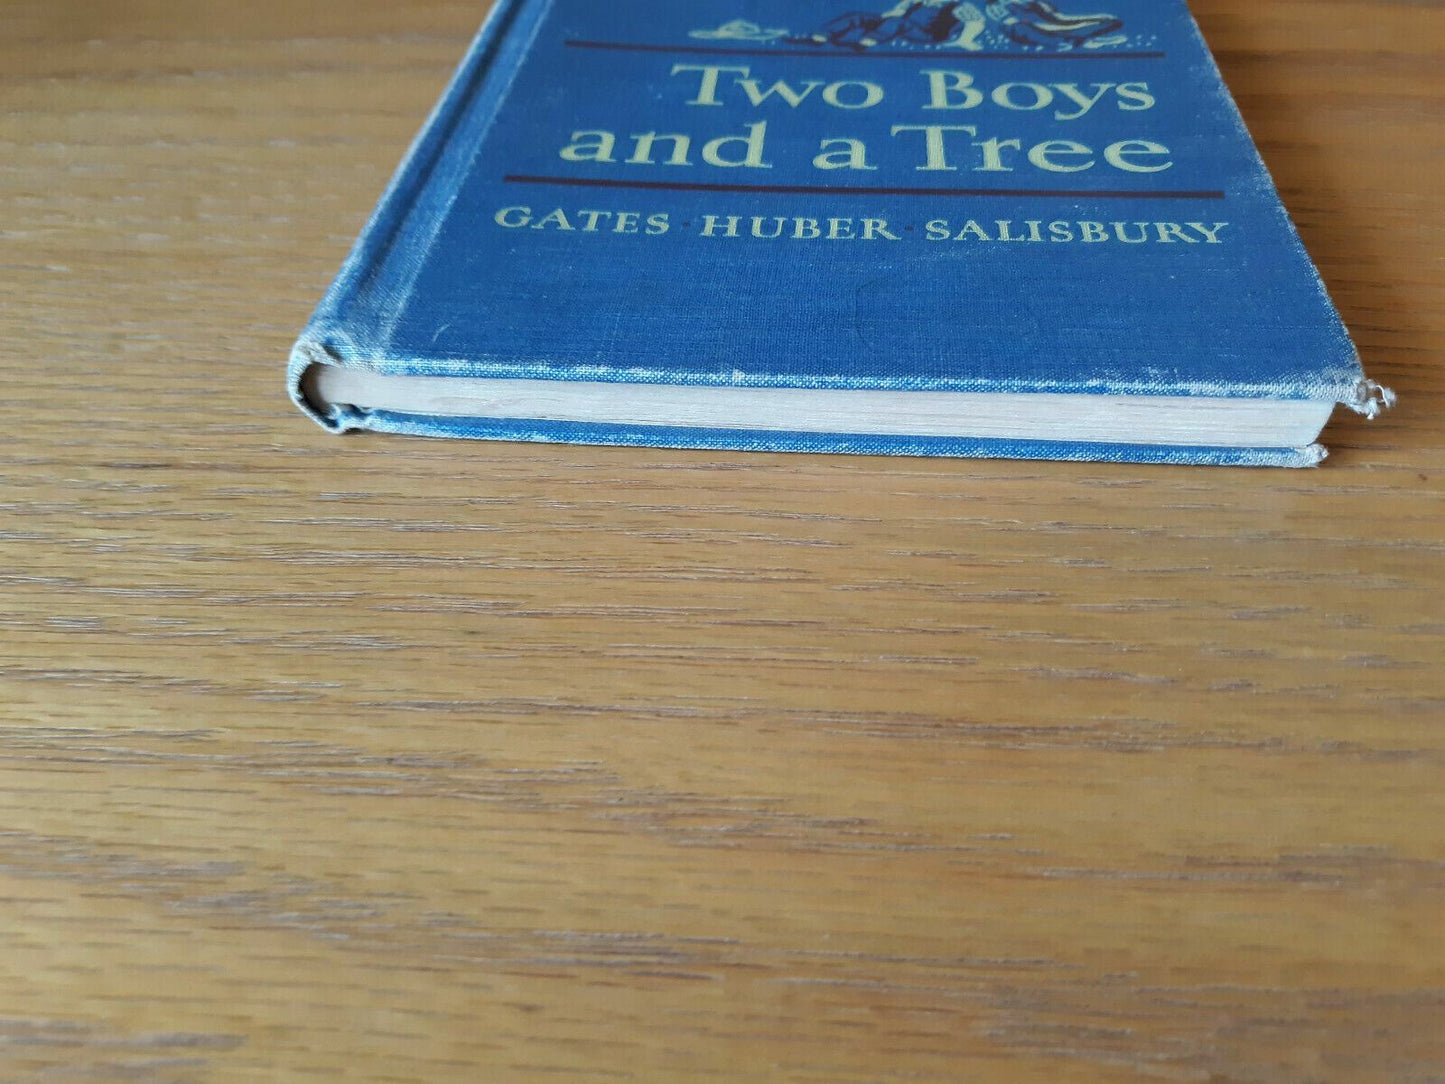 Two Boys
and a Tree
GATES · HUBER · SALISBURY